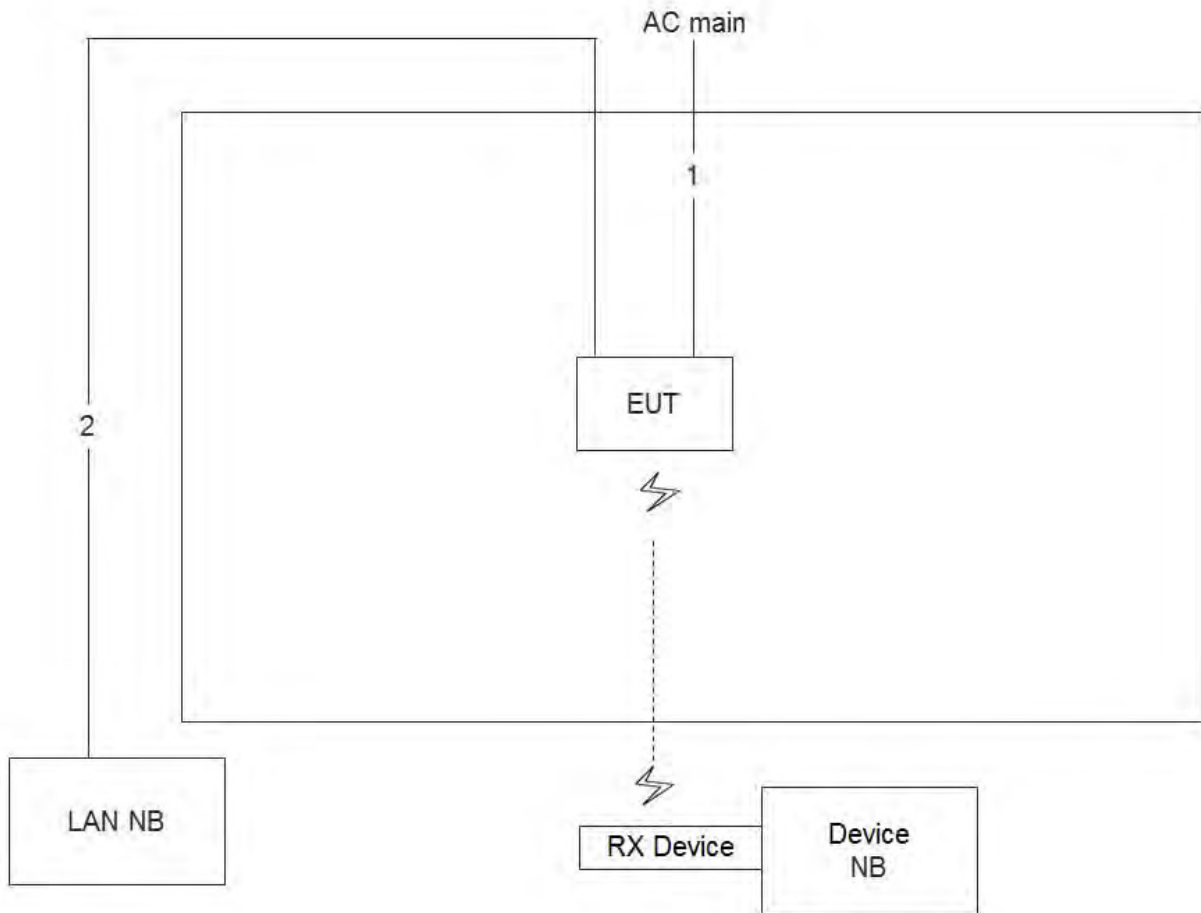 AC main
1
EUT
2
LAN NB
RX Device
Device
NB